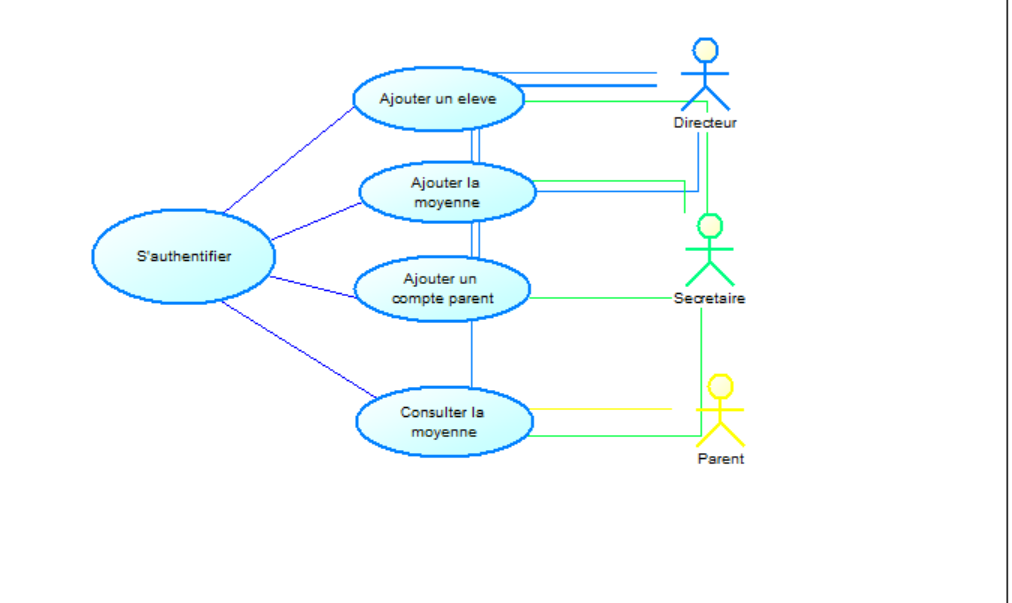 Ajouter un eleve
Directeur
Ajouter la
moyenne
S'authentifier
Ajouter un
compte parent
Secretaire
Consulter la
moyenne
Parent